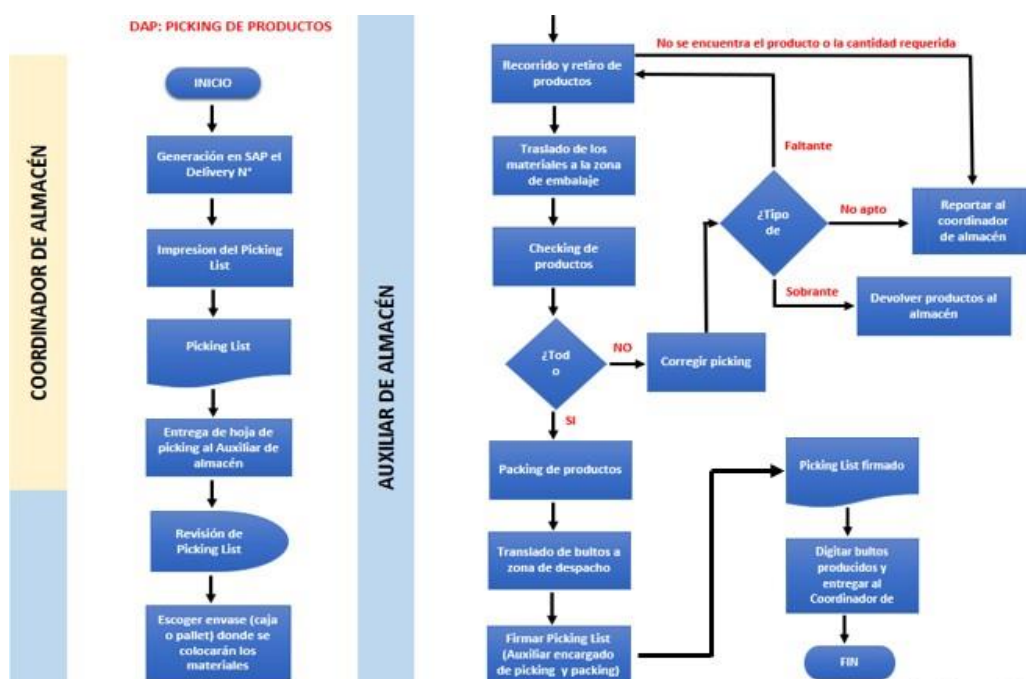 DAP: PICKING DE PRODUCTOS
COORDINADOR DE ALMACÉN
INICIO
Generación en SAP el
Delivery N°
Impresion del Picking
List
Picking List
Entrega de hoja de
picking al Auxiliar de
almacén
Revisión de
Picking List
Escoger envase (caja
o pallet) donde se
colocarán los
materiales
AUXILIAR DE ALMACÉN
Recorrido y retiro de
productos
No se encuentra el producto o la cantidad requerida
Traslado de los
materiales a la zona
de embalaje
Checking de
productos
¿Tod
o
NO
Corregir picking
¿Tipo
de
Faltante
No apto
Reportar al
coordinador
de almacén
Sobrante
Devolver productos al
almacén
SI
Packing de productos
Translado de bultos a
zona de despacho
Firmar Picking List
(Auxiliar encargado
de picking y packing)
Picking List firmado
Digitar bultos
producidos y
entregar al
Coordinador de
FIN